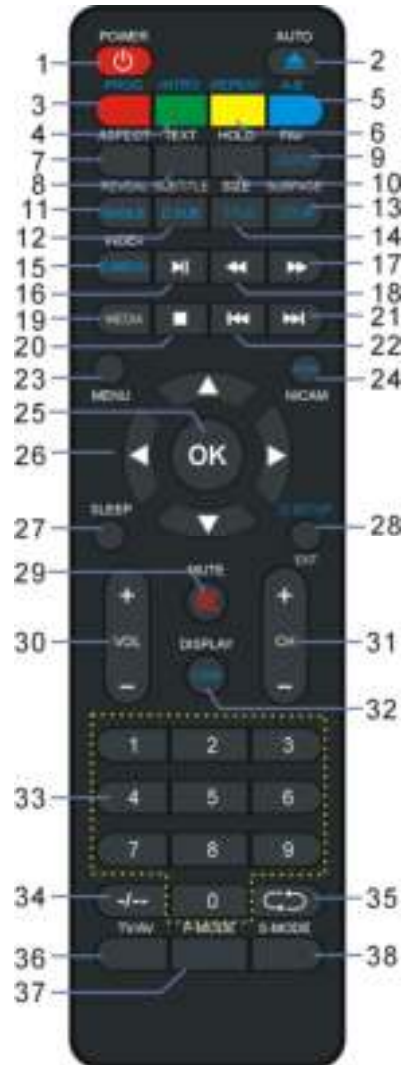 POWER AUTO
1 2
PROG INTRO REPEAT A-B
3 5
4 6
ASPECT TEXT HOLD FAV
7 9
8 10
REVEAL SUBTITLE SIZE SUBPAGE
11 13
12 14
INDEX
15 17
16 18
19 MEDIA 21
20 22
23 24
MENU NICAM
25
26 OK
SLEEP
27 28
EXIT
29 MUTE
+ +
30 VOL CH 31
DISPLAY
- -
32
1 2 3
33 4 5 6
7 8 9
34 -/-- 0 35
TV/AV P-MODE S-MODE
36 38
37